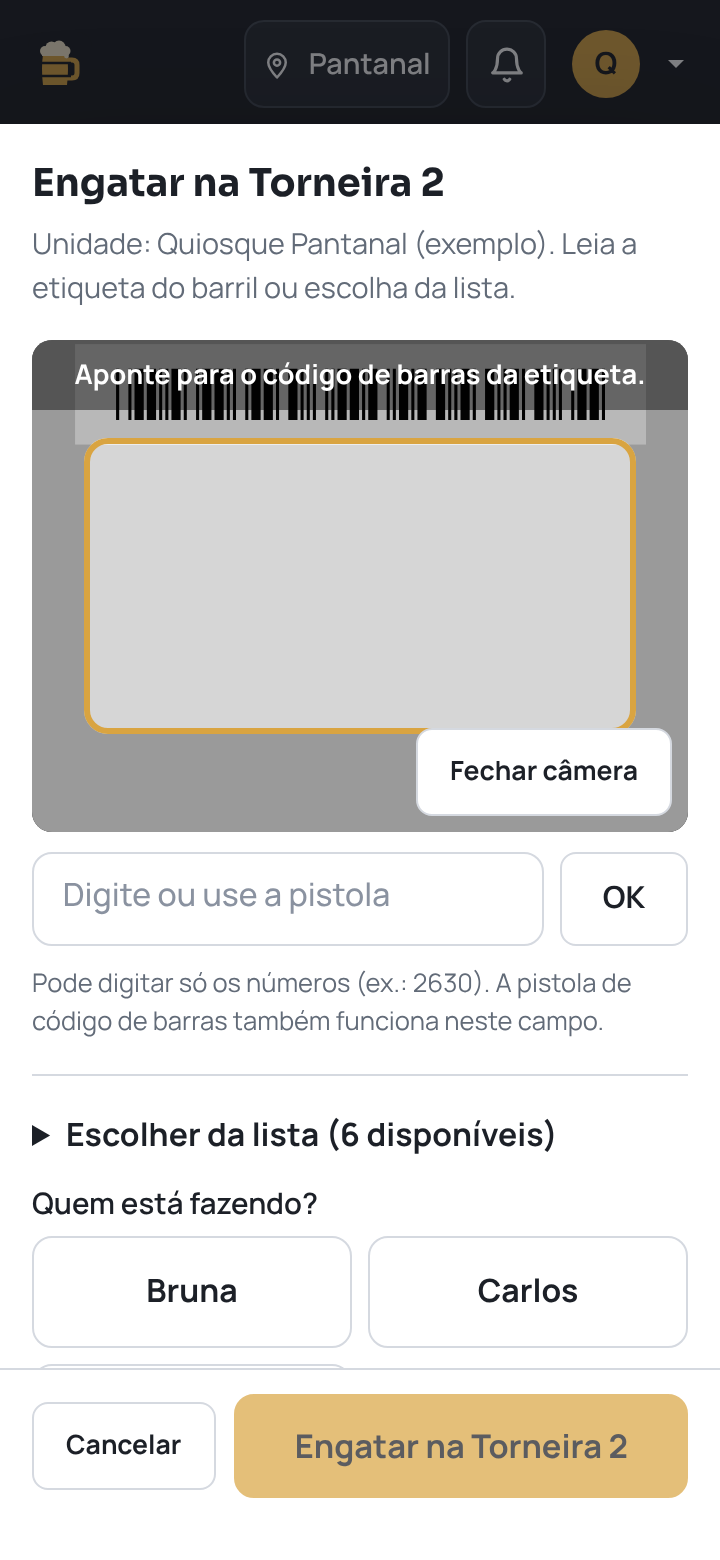 Pantanal
Q
Engatar na Torneira 2
Unidade: Quiosque Pantanal (exemplo). Leia a
etiqueta do barril ou escolha da lista.
Aponte para o código de barras da etiqueta.
Fechar câmera
Digite ou use a pistola
OK
Pode digitar só os números (ex.: 2630). A pistola de
código de barras também funciona neste campo.
Escolher da lista (6 disponíveis)
Quem está fazendo?
Bruna
Carlos
Cancelar
Engatar na Torneira 2